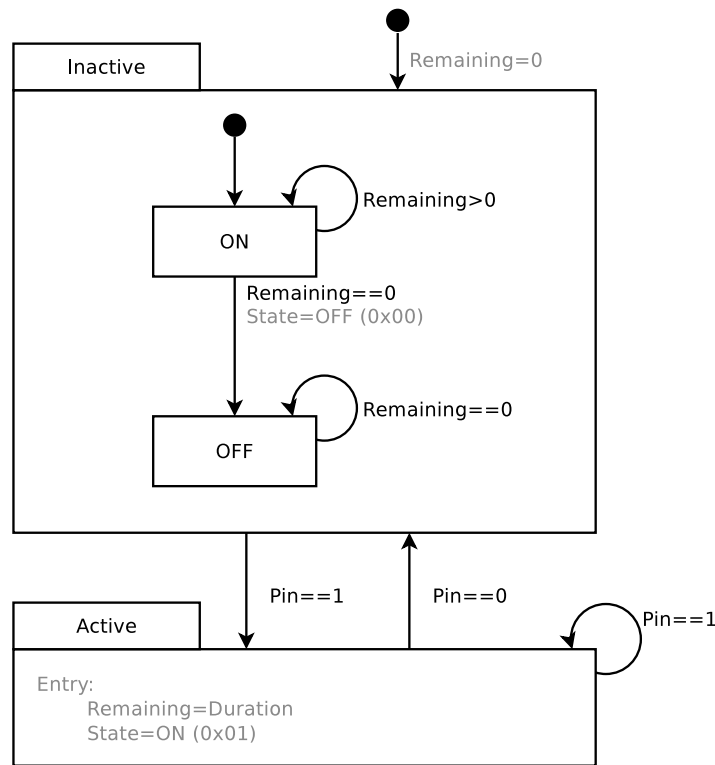 Remaining=0
Inactive
Remaining>0
ON
Remaining==0
State=OFF (0x00)
Remaining==0
OFF
Pin==1
Pin==0
Pin==1
Active
Entry:
Remaining=Duration
State=ON (0x01)